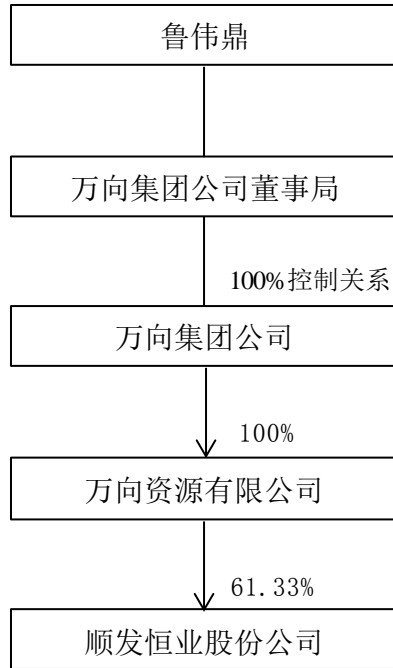 鲁伟鼎
万向集团公司董事局
100%控制关系
万向集团公司
100%
万向资源有限公司
61.33%
顺发恒业股份公司